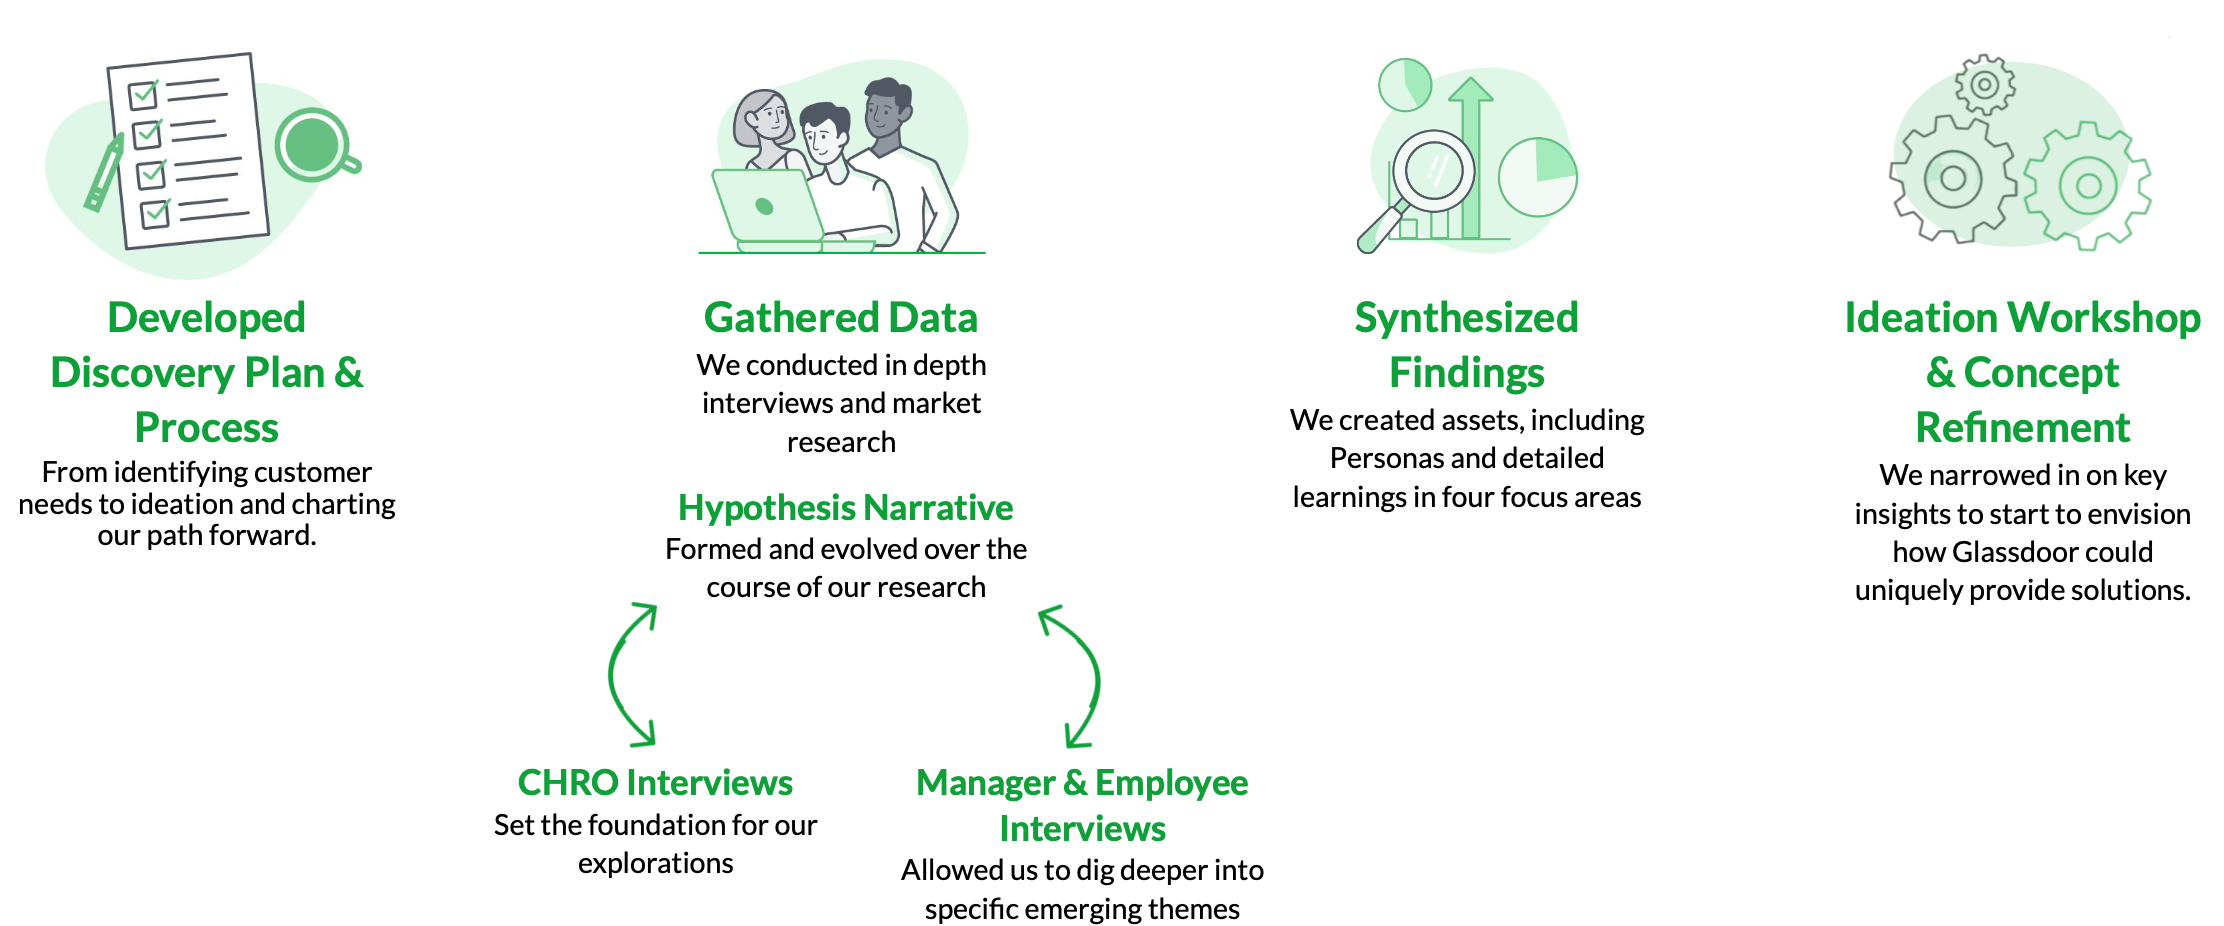 Developed
Discovery Plan &
Process
From identifying customer
needs to ideation and charting
our path forward.
Gathered Data
We conducted in depth
interviews and market
research
Hypothesis Narrative
Formed and evolved over the
course of our research
CHRO Interviews
Set the foundation for our
explorations
Manager & Employee
Interviews
Allowed us to dig deeper into
specific emerging themes
Synthesized
Findings
We created assets, including
Personas and detailed
learnings in four focus areas
Ideation Workshop
& Concept
Refinement
We narrowed in on key
insights to start to envision
how Glassdoor could
uniquely provide solutions.